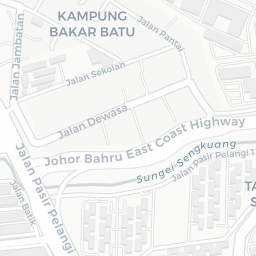 KAMPUNG
BAKAR BATU
Jalan Pantai
Jalan Jambatan
Jalan Sekolah
Jalan Dewasa
Johor Bahru East Coast Highway
Sungei Sengkuang
Jalan Pasir Pelangi 1
Jalan Pasir Pelangi
Jalan Batik
TA
S